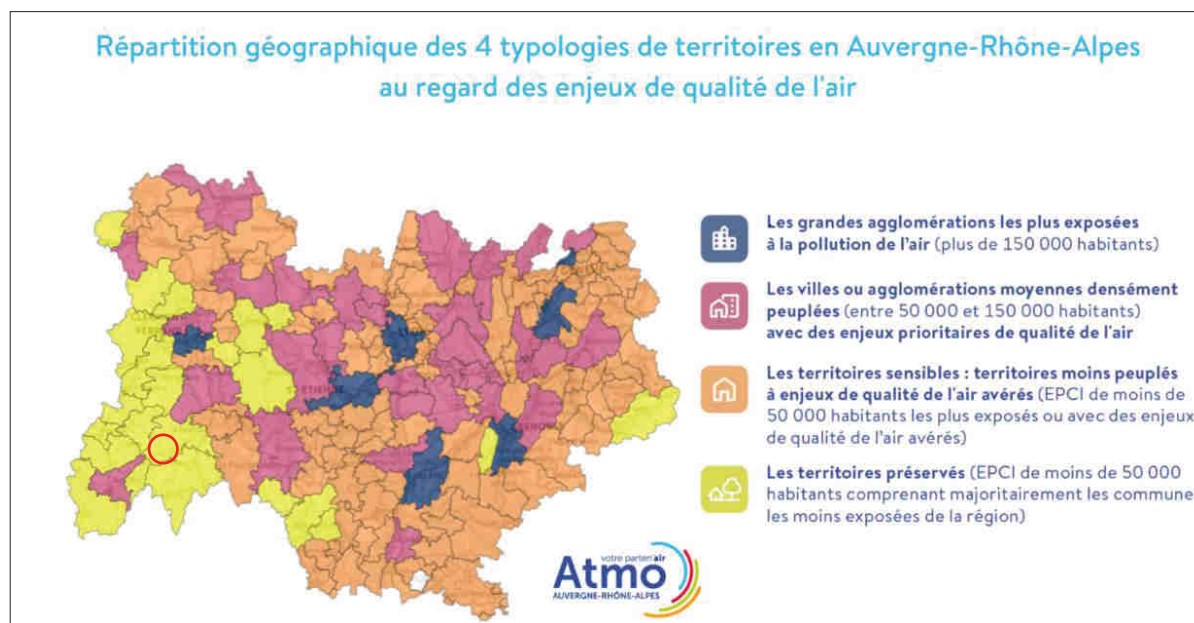 Répartition géographique des 4 typologies de territoires en Auvergne-Rhône-Alpes
au regard des enjeux de qualité de l'air
Les grandes agglomérations les plus exposées
à la pollution de l'air (plus de 150 000 habitants)
Les villes ou agglomérations moyennes densément
peuplées (entre 50 000 et 150 000 habitants)
avec des enjeux prioritaires de qualité de l'air
Les territoires sensibles : territoires moins peuplés
à enjeux de qualité de l'air avérés (EPCI de moins de
50 000 habitants les plus exposés ou avec des enjeux
de qualité de l'air avérés)
Les territoires préservés (EPCI de moins de 50 000
habitants comprenant majoritairement les commune
les moins exposées de la région)
votre parten'air
Atmo
AUVERGNE-RHÔNE-ALPES